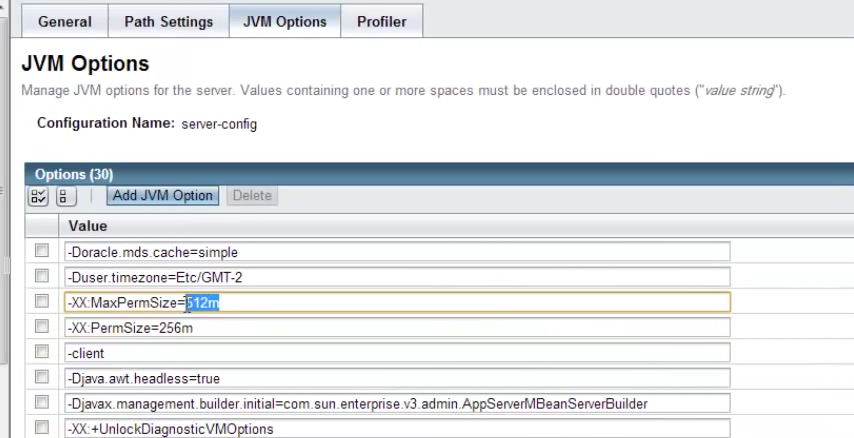 General Path Settings JVM Options Profiler
JVM Options
Manage JVM options for the server. Values containing one or more spaces must be enclosed in double quotes ("value string").
Configuration Name: server-config
Options (30)
Add JVM Option Delete
Value
-Doracle.mds.cache=simple
-Duser.timezone=Etc/GMT-2
-XX:MaxPermSize=512m
-XX:PermSize=256m
-client
-Djava.awt.headless=true
-Djavax.management.builder.initial=com.sun.enterprise.v3.admin.AppServerMBeanServerBuilder
-XX:+UnlockDiagnosticVMOptions